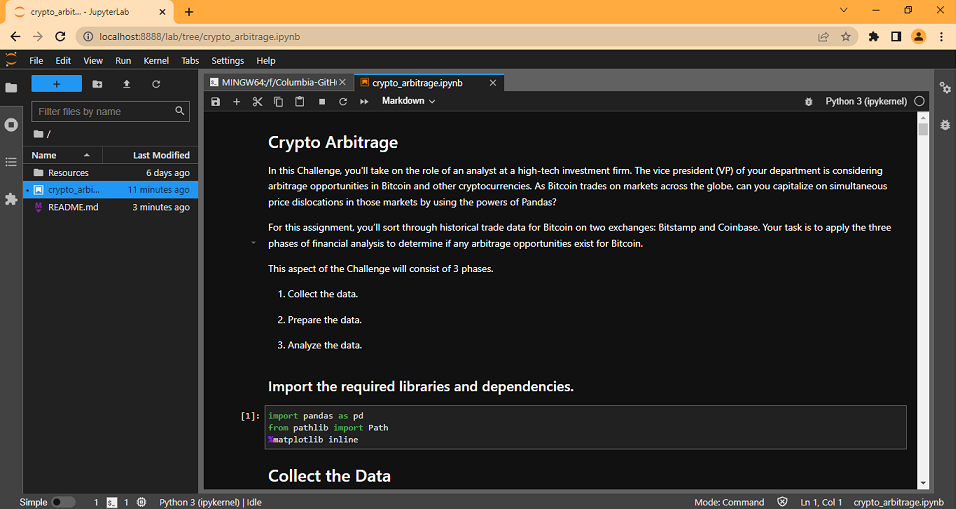 crypto_arbit... - JupyterLab
localhost:8888/lab/tree/crypto_arbitrage.ipynb
File Edit View Run Kernel Tabs Settings Help
MINGW64:/f/Columbia-GitH
crypto_arbitrage.ipynb
Markdown
Python 3 (ipykernel)
Filter files by name
/
Name Last Modified
Resources 6 days ago
crypto_arbi... 11 minutes ago
README.md 3 minutes ago
Crypto Arbitrage
In this Challenge, you'll take on the role of an analyst at a high-tech investment firm. The vice president (VP) of your department is considering
arbitrage opportunities in Bitcoin and other cryptocurrencies. As Bitcoin trades on markets across the globe, can you capitalize on simultaneous
price dislocations in those markets by using the powers of Pandas?
For this assignment, you'll sort through historical trade data for Bitcoin on two exchanges: Bitstamp and Coinbase. Your task is to apply the three
phases of financial analysis to determine if any arbitrage opportunities exist for Bitcoin.
This aspect of the Challenge will consist of 3 phases.
1. Collect the data.
2. Prepare the data.
3. Analyze the data.
Import the required libraries and dependencies.
[1]: import pandas as pd
from pathlib import Path
%matplotlib inline
Collect the Data
Simple 1 1 Python 3 (ipykernel) | Idle Mode: Command Ln 1, Col 1 crypto_arbitrage.ipynb